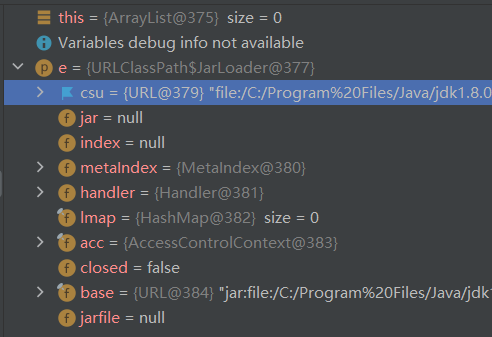 this = {ArrayList@375} size = 0
Variables debug info not available
e = {URLClassPath$JarLoader@377}
csu = {URL@379} "file:/C:/Program%20Files/Java/jdk1.8.0
jar = null
index = null
metaIndex = {MetaIndex@380}
handler = {Handler@381}
lmap = {HashMap@382} size = 0
acc = {AccessControlContext@383}
closed = false
base = {URL@384} "jar:file:/C:/Program%20Files/Java/jdk1
jarfile = null